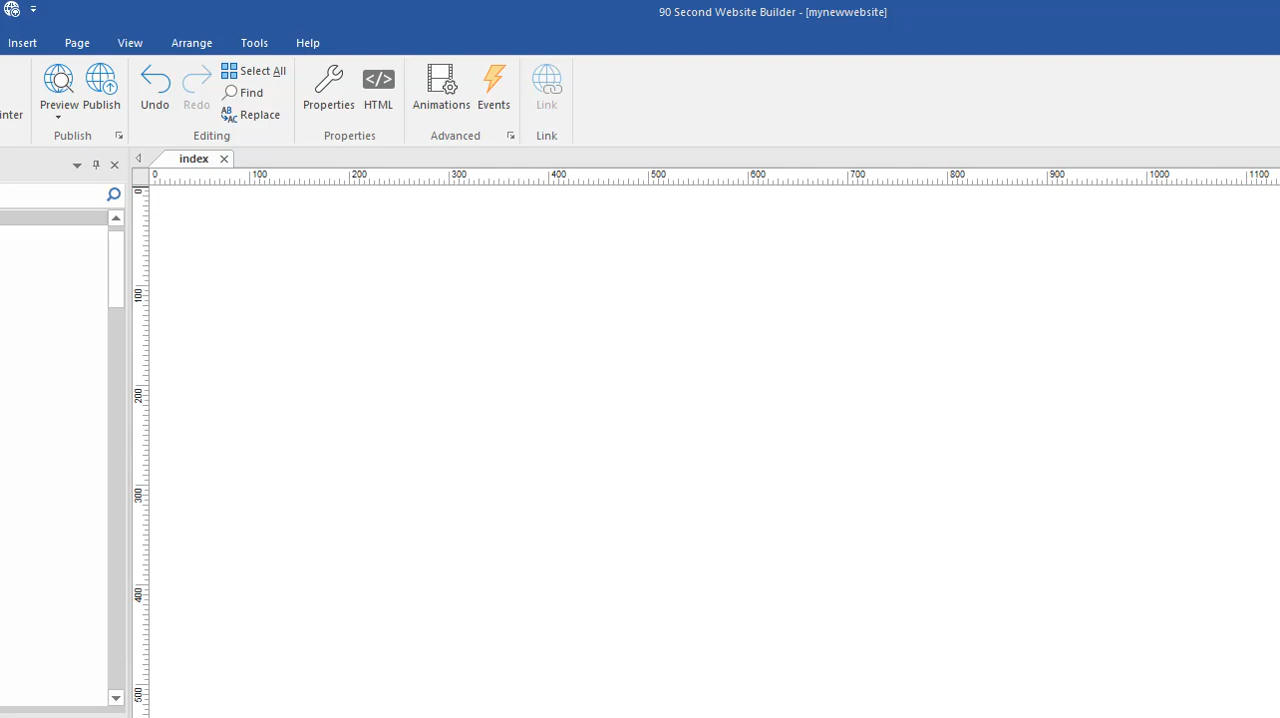 90 Second Website Builder - [mynewwebsite]
Insert Page View Arrange Tools Help
Select All
Find
Replace
inter Preview Publish Undo Redo Properties HTML Animations Events Link
Publish Editing Properties Advanced Link
index
0 100 200 300 400 500 600 700 800 900 1000 1100
0
100
200
300
400
500